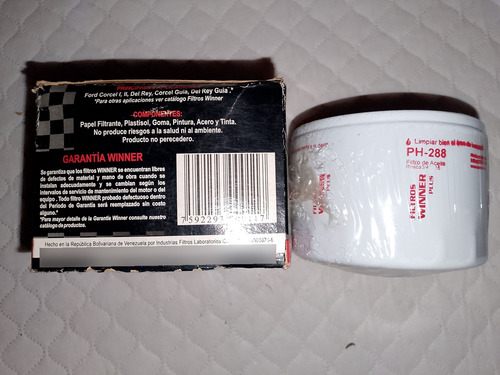 Ford Corcel I, II, Del Rey, Corcel Guia, Del Rey Guia."
"Para otras aplicaciones ver catálogo Filtros Winner
COMPONENTES:
Papel Filtrante, Plastisol, Goma, Pintura, Acero y Tinta.
No produce riesgos a la salud ni al ambiente.
Producto no perecedero.
GARANTÍA WINNER
Se garantiza que los filtros WINNER se encuentran libres
de defectos de material y mano de obra cuando se
instalan adecuadamente y se cambian según los
intervalos de servicio de mantenimiento del motor o del
equipo. Todo filtro WINNER probado defectuoso dentro
del Período de Garantía será remplazado sin costo
alguno."
"Para mayor detalle de la Garantía Winner consulte nuestro
catálogo de productos.
Hecho en la República Bolivariana de Venezuela por Industrias Filtros Laboratorios
Limpiar bien el
PH-288
Filtro de Aceite
FILTROS
WINNER
PLUS
FILTROS
WINNER